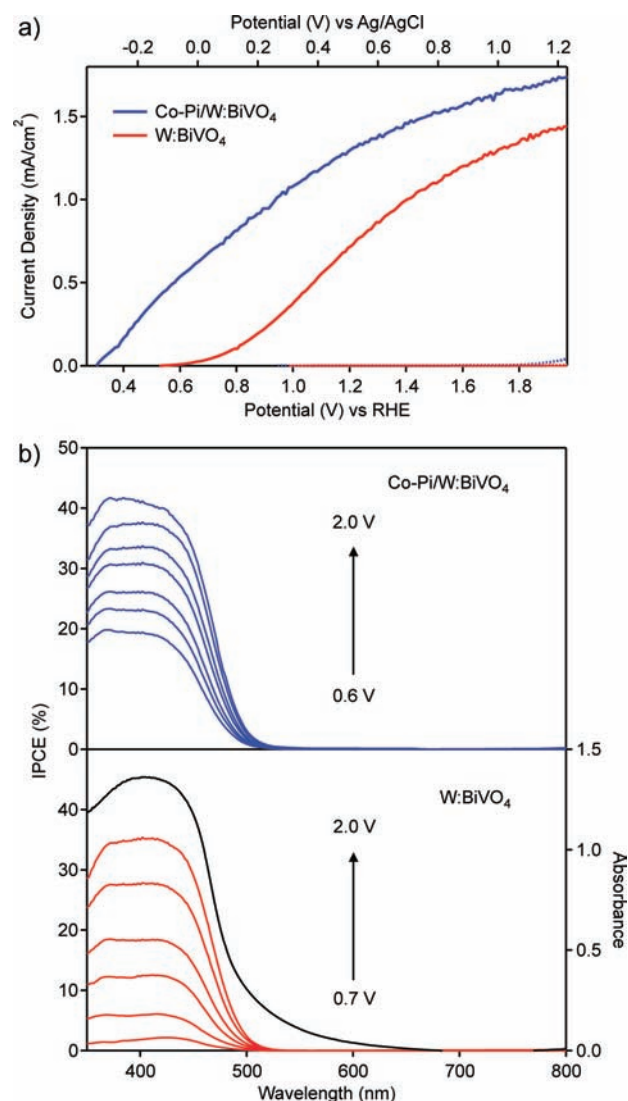 a)
Potential (V) vs Ag/AgCl
-0.2 0.0 0.2 0.4 0.6 0.8 1.0 1.2
Current Density (mA/cm²)
1.5
1.0
0.5
0.0
Co-Pi/W:BiVO₄
W:BiVO₄
0.4 0.6 0.8 1.0 1.2 1.4 1.6 1.8
Potential (V) vs RHE
b)
IPCE (%)
50
40
30
20
10
0
Co-Pi/W:BiVO₄
2.0 V
0.6 V
40
30
20
10
0
W:BiVO₄
2.0 V
0.7 V
1.5
1.0
0.5
0.0
Absorbance
400 500 600 700 800
Wavelength (nm)